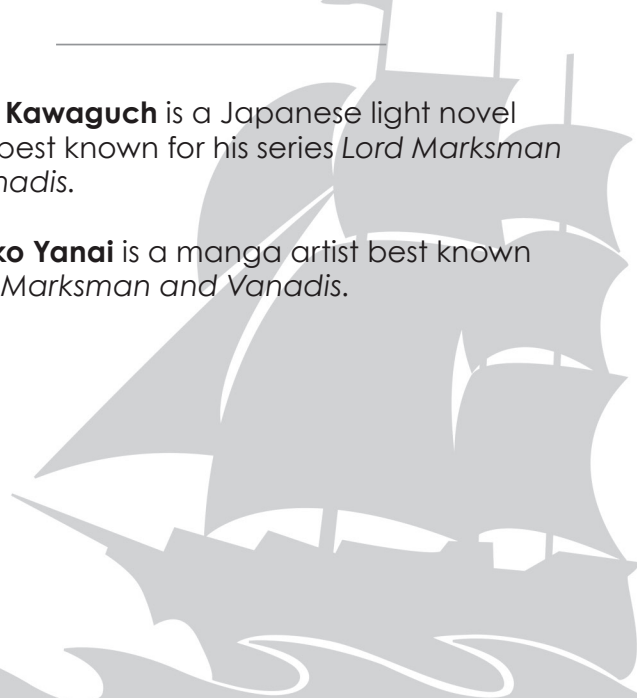 Kawaguch is a Japanese light novel
best known for his series Lord Marksman
nadis.
ko Yanai is a manga artist best known
Marksman and Vanadis.